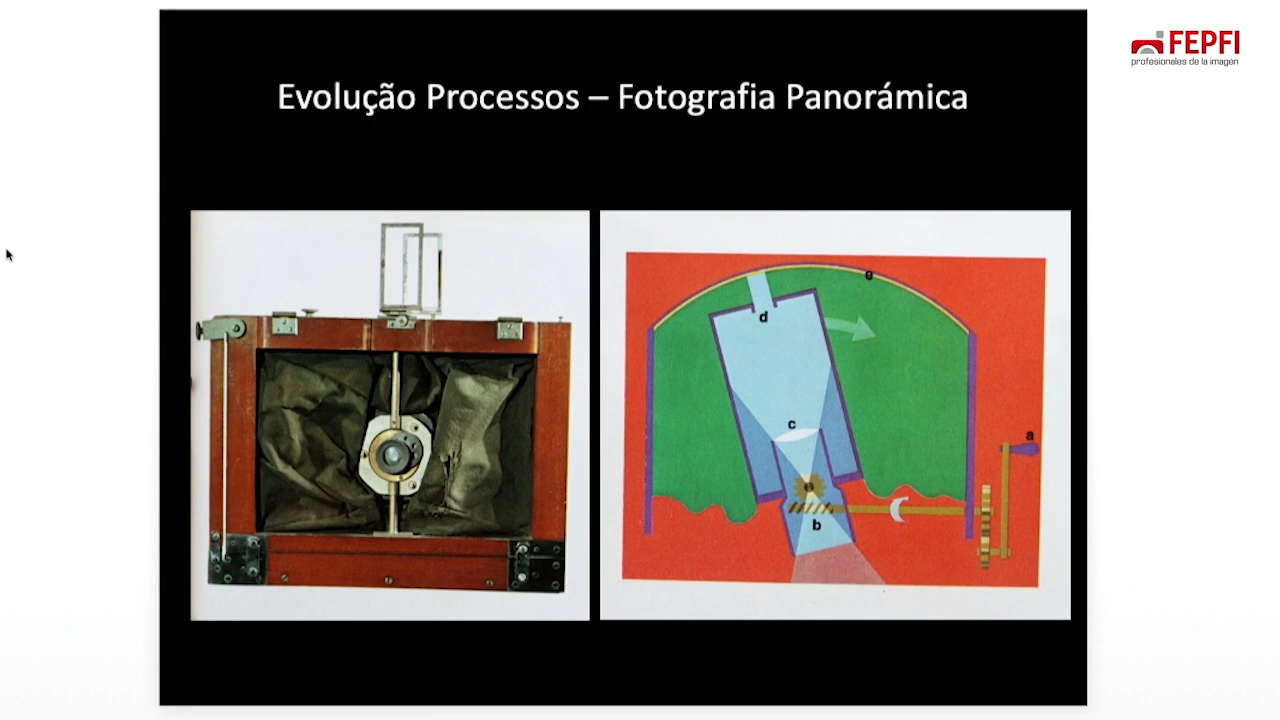 FEPFI
profesionales de la imagen
Evolução Processos – Fotografia Panorámica
e
d
c
a
b